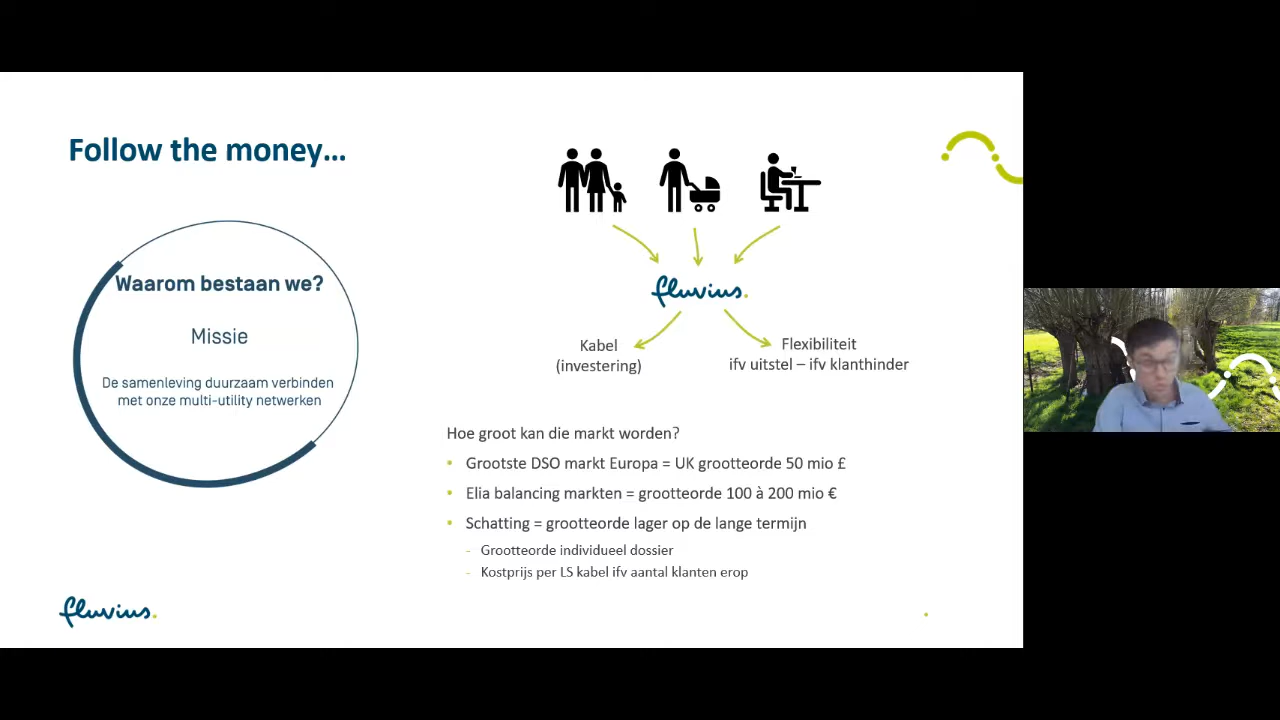 Follow the money...
Waarom bestaan we?
Missie
De samenleving duurzaam verbinden
met onze multi-utility netwerken
fluvius.
Kabel
(investering)
Flexibiliteit
ifv uitstel – ifv klanthinder
Hoe groot kan die markt worden?
• Grootste DSO markt Europa = UK grootteorde 50 mio £
• Elia balancing markten = grootteorde 100 à 200 mio €
• Schatting = grootteorde lager op de lange termijn
- Grootteorde individueel dossier
- Kostprijs per LS kabel ifv aantal klanten erop
fluvius.